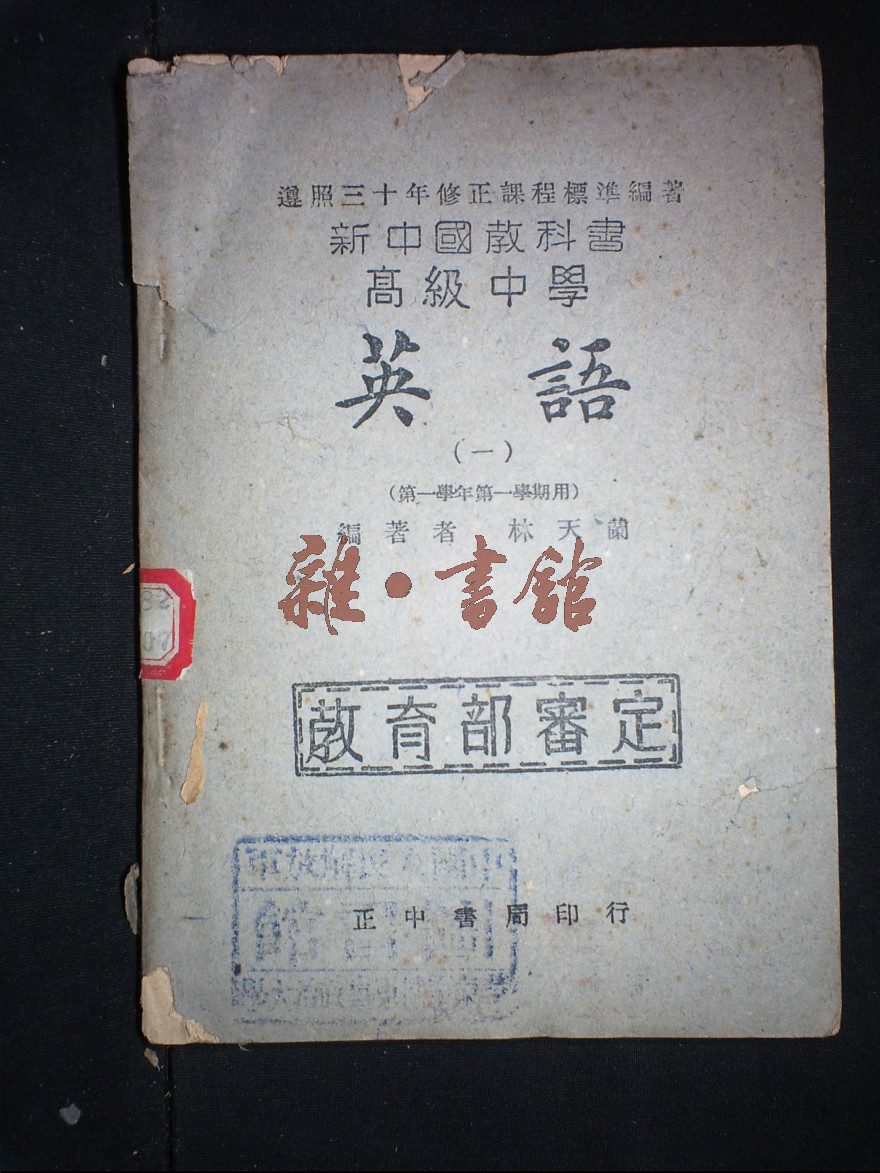 遵照三十年修正課程標準編著
新中國教科書
高級中學
英語
(一)
(第一學年第一學期用)
編著者 林天蘭
雜·書館
教育部審定
正中書局印行